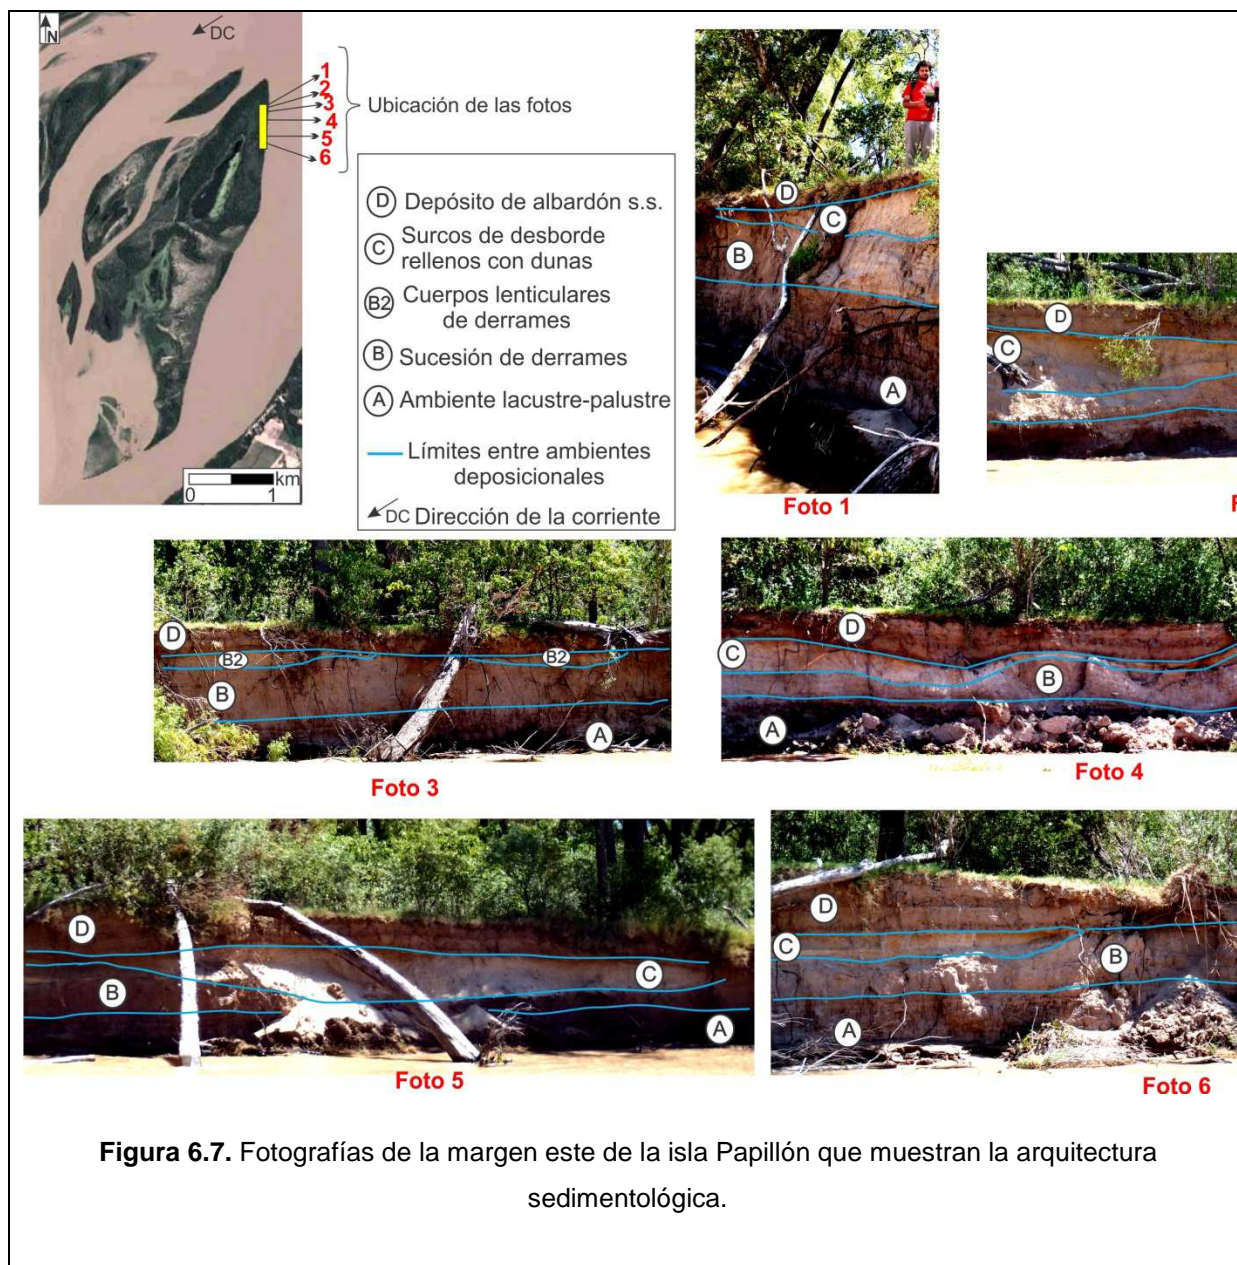 N
DC
1
2
3
4
5
6
Ubicación de las fotos
D Depósito de albardón s.s.
C Surcos de desborde
rellenos con dunas
B2 Cuerpos lenticulares
de derrames
B Sucesión de derrames
A Ambiente lacustre-palustre
Límites entre ambientes
deposicionales
DC Dirección de la corriente
km
0 1
D
C
B
A
Foto 1
D
C
F
D
B2
B2
B
A
Foto 3
D
C
B
A
Foto 4
D
B
C
A
Foto 5
D
C
B
A
Foto 6
Figura 6.7. Fotografías de la margen este de la isla Papillón que muestran la arquitectura
sedimentológica.